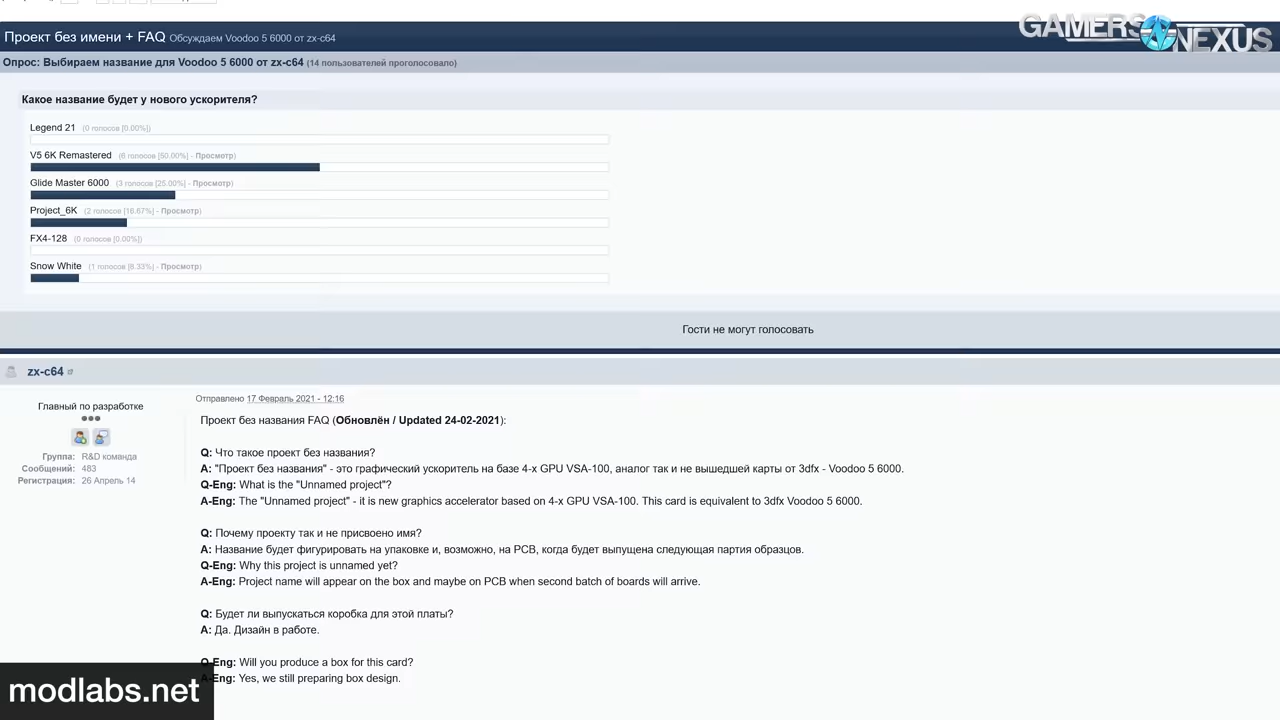 GAMERS NEXUS
Проект без имени + FAQ Обсуждаем Voodoo 5 6000 от zx-c64
Опрос: Выбираем название для Voodoo 5 6000 от zx-c64 (14 пользователей проголосовало)
Какое название будет у нового ускорителя?
Legend 21 (0 голосов [0.00%])
V5 6K Remastered (6 голосов [50.00%] - Просмотр)
Glide Master 6000 (3 голосов [25.00%] - Просмотр)
Project_6K (2 голосов [16.67%] - Просмотр)
FX4-128 (0 голосов [0.00%])
Snow White (1 голосов [8.33%] - Просмотр)
Гости не могут голосовать
zx-c64
Отправлено 17 Февраль 2021 - 12:16
Главный по разработке
Группа: R&D команда
Сообщений: 483
Регистрация: 26 Апрель 14
Проект без названия FAQ (Обновлён / Updated 24-02-2021):
Q: Что такое проект без названия?
A: "Проект без названия" - это графический ускоритель на базе 4-х GPU VSA-100, аналог так и не вышедшей карты от 3dfx - Voodoo 5 6000.
Q-Eng: What is the "Unnamed project"?
A-Eng: The "Unnamed project" - it is new graphics accelerator based on 4-x GPU VSA-100. This card is equivalent to 3dfx Voodoo 5 6000.
Q: Почему проекту так и не присвоено имя?
A: Название будет фигурировать на упаковке и, возможно, на PCB, когда будет выпущена следующая партия образцов.
Q-Eng: Why this project is unnamed yet?
A-Eng: Project name will appear on the box and maybe on PCB when second batch of boards will arrive.
Q: Будет ли выпускаться коробка для этой платы?
A: Да. Дизайн в работе.
Q-Eng: Will you produce a box for this card?
A-Eng: Yes, we still preparing box design.
modlabs.net